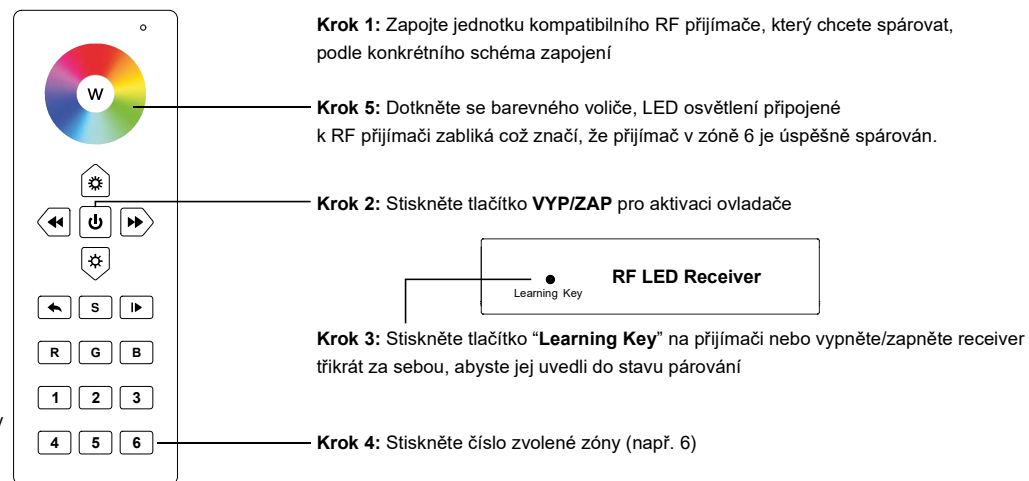 Krok 1: Zapojte jednotku kompatibilního RF přijímače, který chcete spárovat,
podle konkrétního schéma zapojení
W
Krok 5: Dotkněte se barevného voliče, LED osvětlení připojené
k RF přijímači zabliká což značí, že přijímač v zóně 6 je úspěšně spárován.
Krok 2: Stiskněte tlačítko VYP/ZAP pro aktivaci ovladače
RF LED Receiver
Learning Key
S
Krok 3: Stiskněte tlačítko “Learning Key” na přijímači nebo vypněte/zapněte receiver
třikrát za sebou, abyste jej uvedli do stavu párování
R G B
1 2 3
4 5 6
Krok 4: Stiskněte číslo zvolené zóny (např. 6)